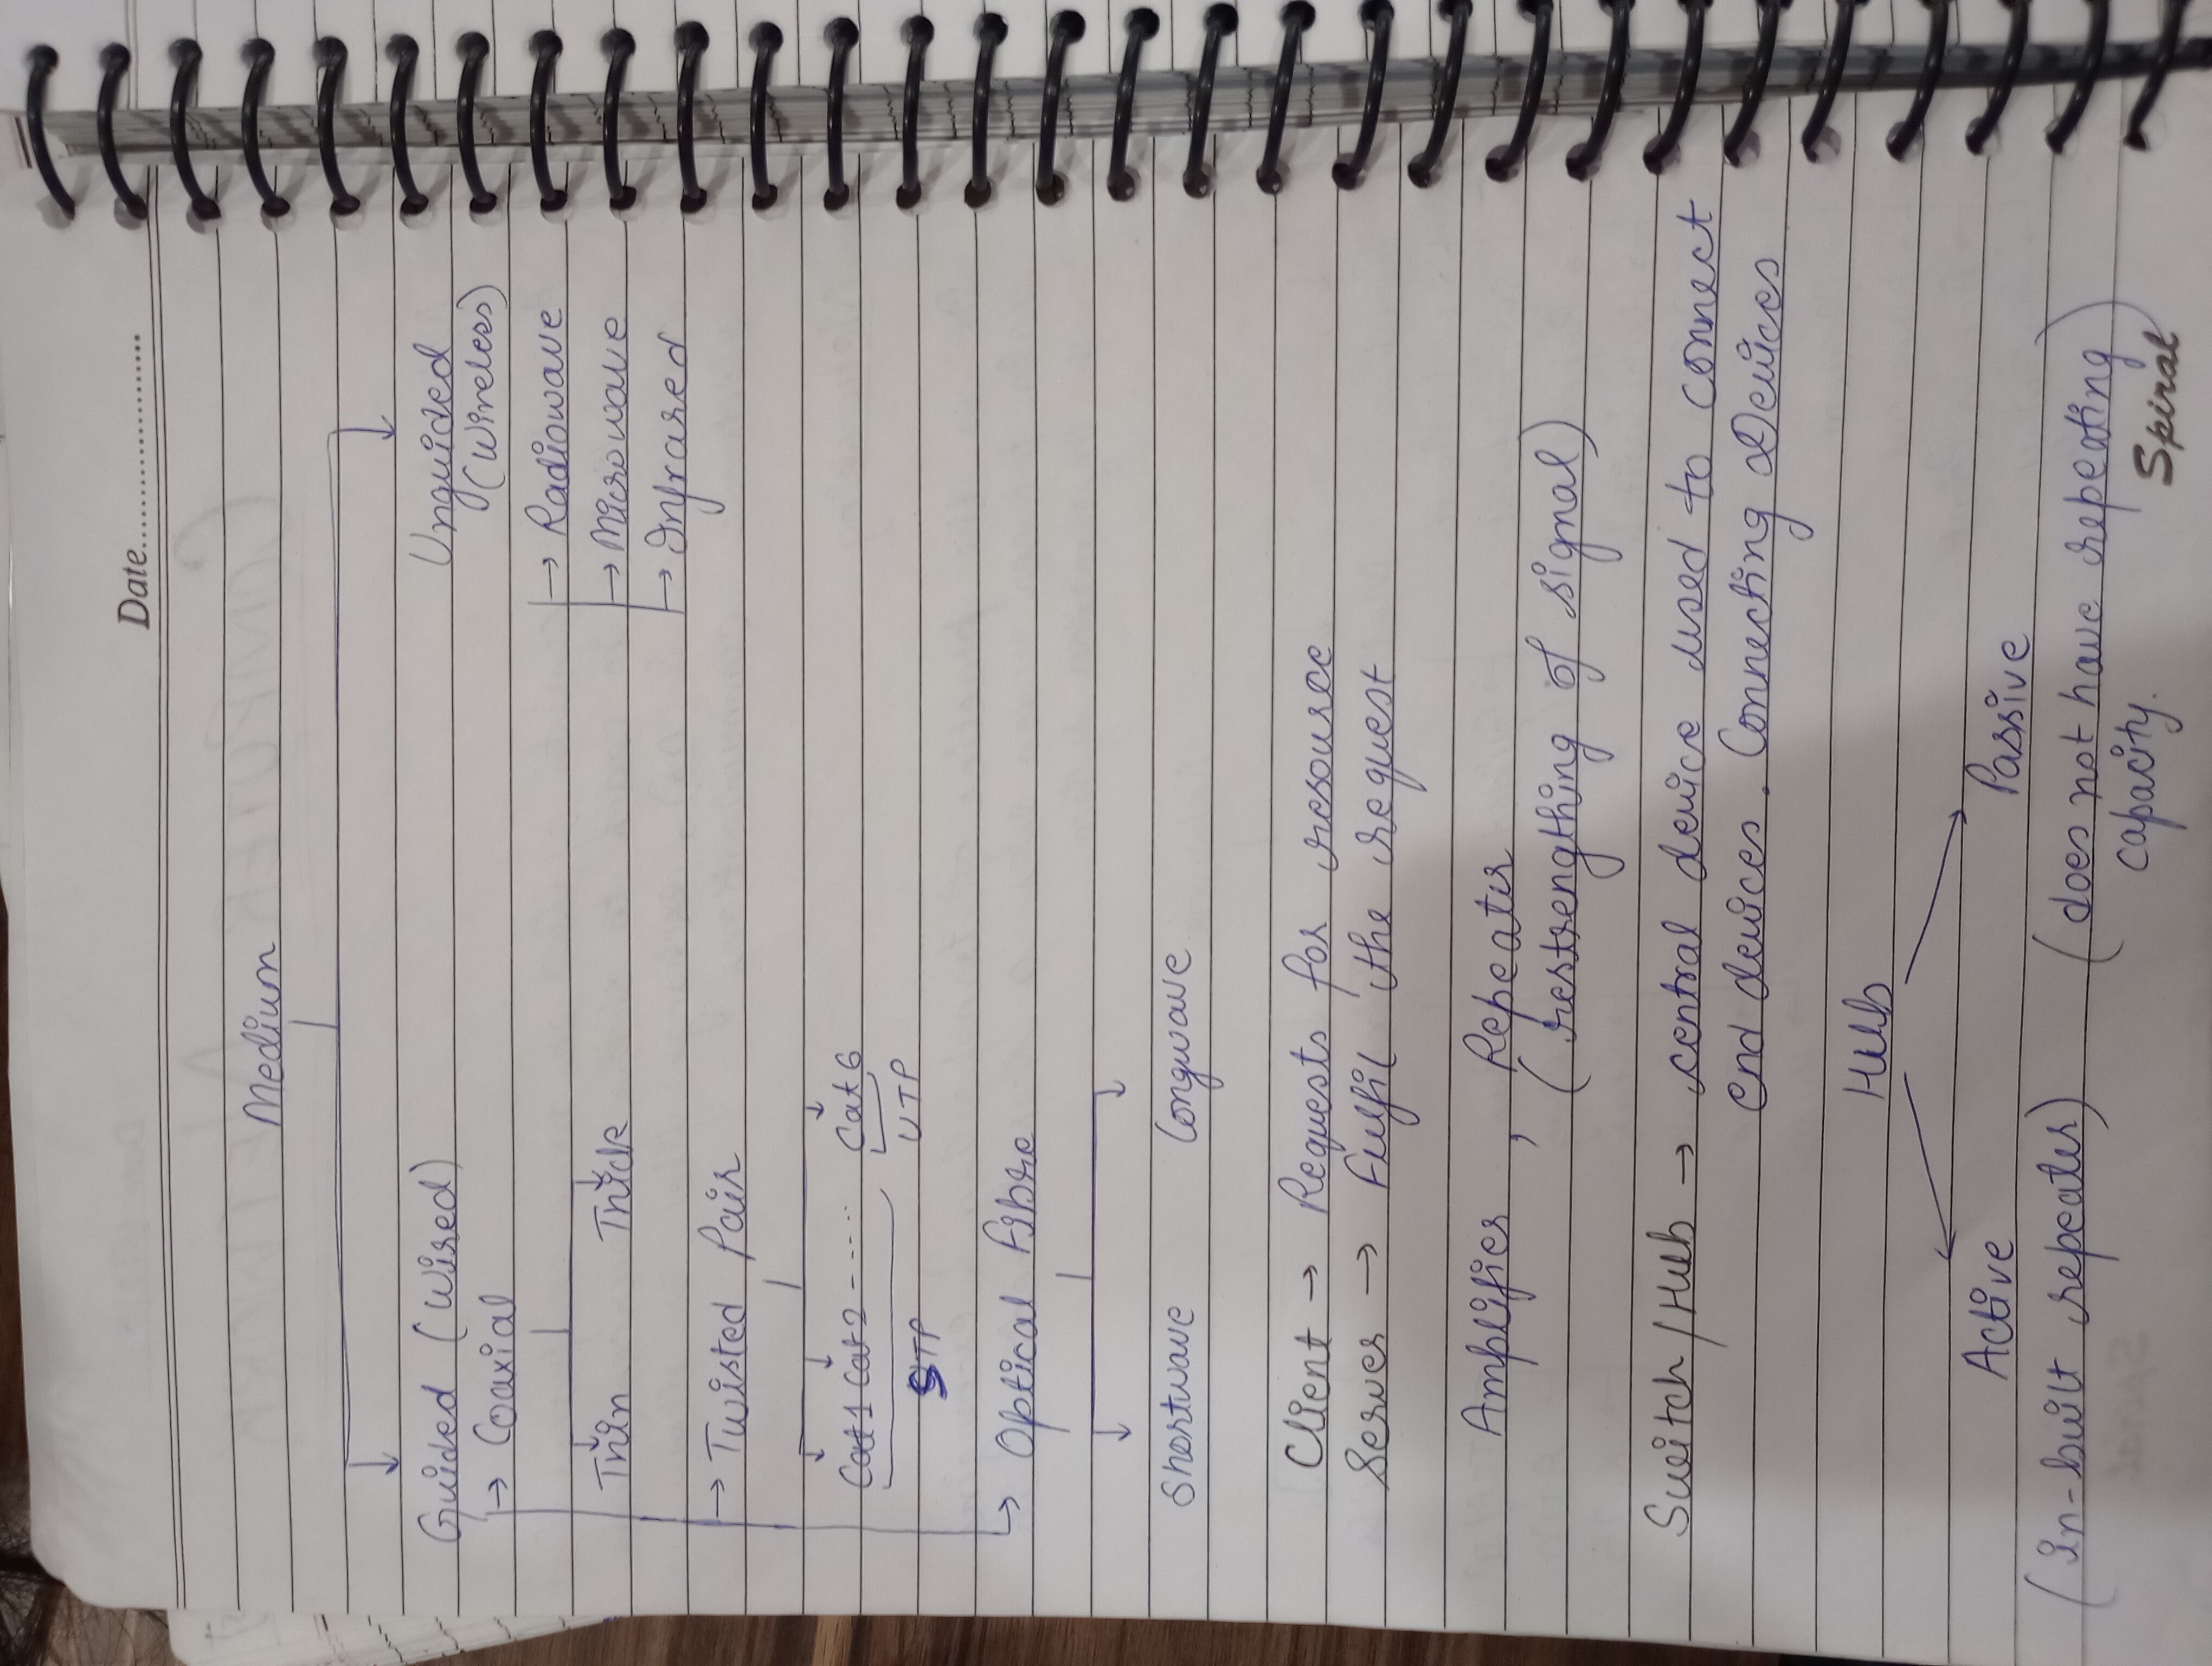 Date.....................
Medium
Guided (Wired)
Unguided
(Wireless)
→ Coaxial
Thin Thick
→ Radiowave
→ Microwave
→ Infrared
→ Twisted Pair
Cat 1 Cat 2 ----- Cat 6
STP UTP
→ Optical Fibre
Shortwave Longwave
Client → Requests for resource
Server → Fulfil the request
Amplifier , Repeater
(restrengthing of signal)
Switch / Hub → central device used to connect
end devices. Connecting Devices
Hub
Active Passive
(in-built repeater) (does not have repeating
capacity.
Spiral